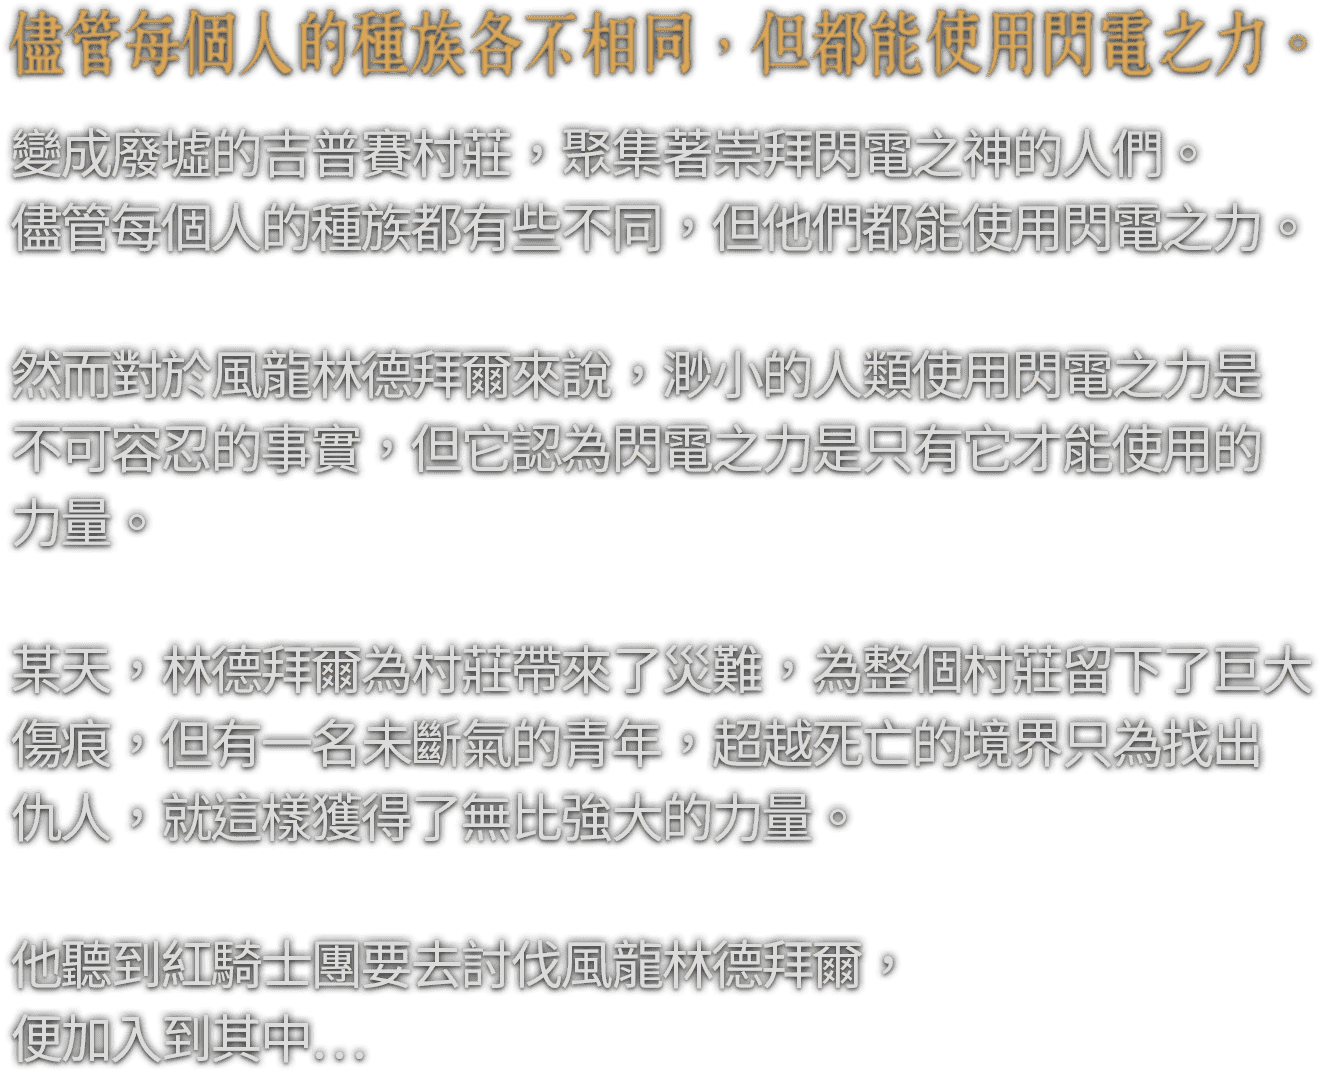 儘管每個人的種族各不相同，但都能使用閃電之力。
變成廢墟的吉普賽村莊，聚集著崇拜閃電之神的人們。
儘管每個人的種族都有些不同，但他們都能使用閃電之力。
然而對於風龍林德拜爾來說，渺小的人類使用閃電之力是
不可容忍的事實，但它認為閃電之力是只有它才能使用的
力量。
某天，林德拜爾為村莊帶來了災難，為整個村莊留下了巨大
傷痕，但有一名未斷氣的青年，超越死亡的境界只為找出
仇人，就這樣獲得了無比強大的力量。
他聽到紅騎士團要去討伐風龍林德拜爾，
便加入到其中...